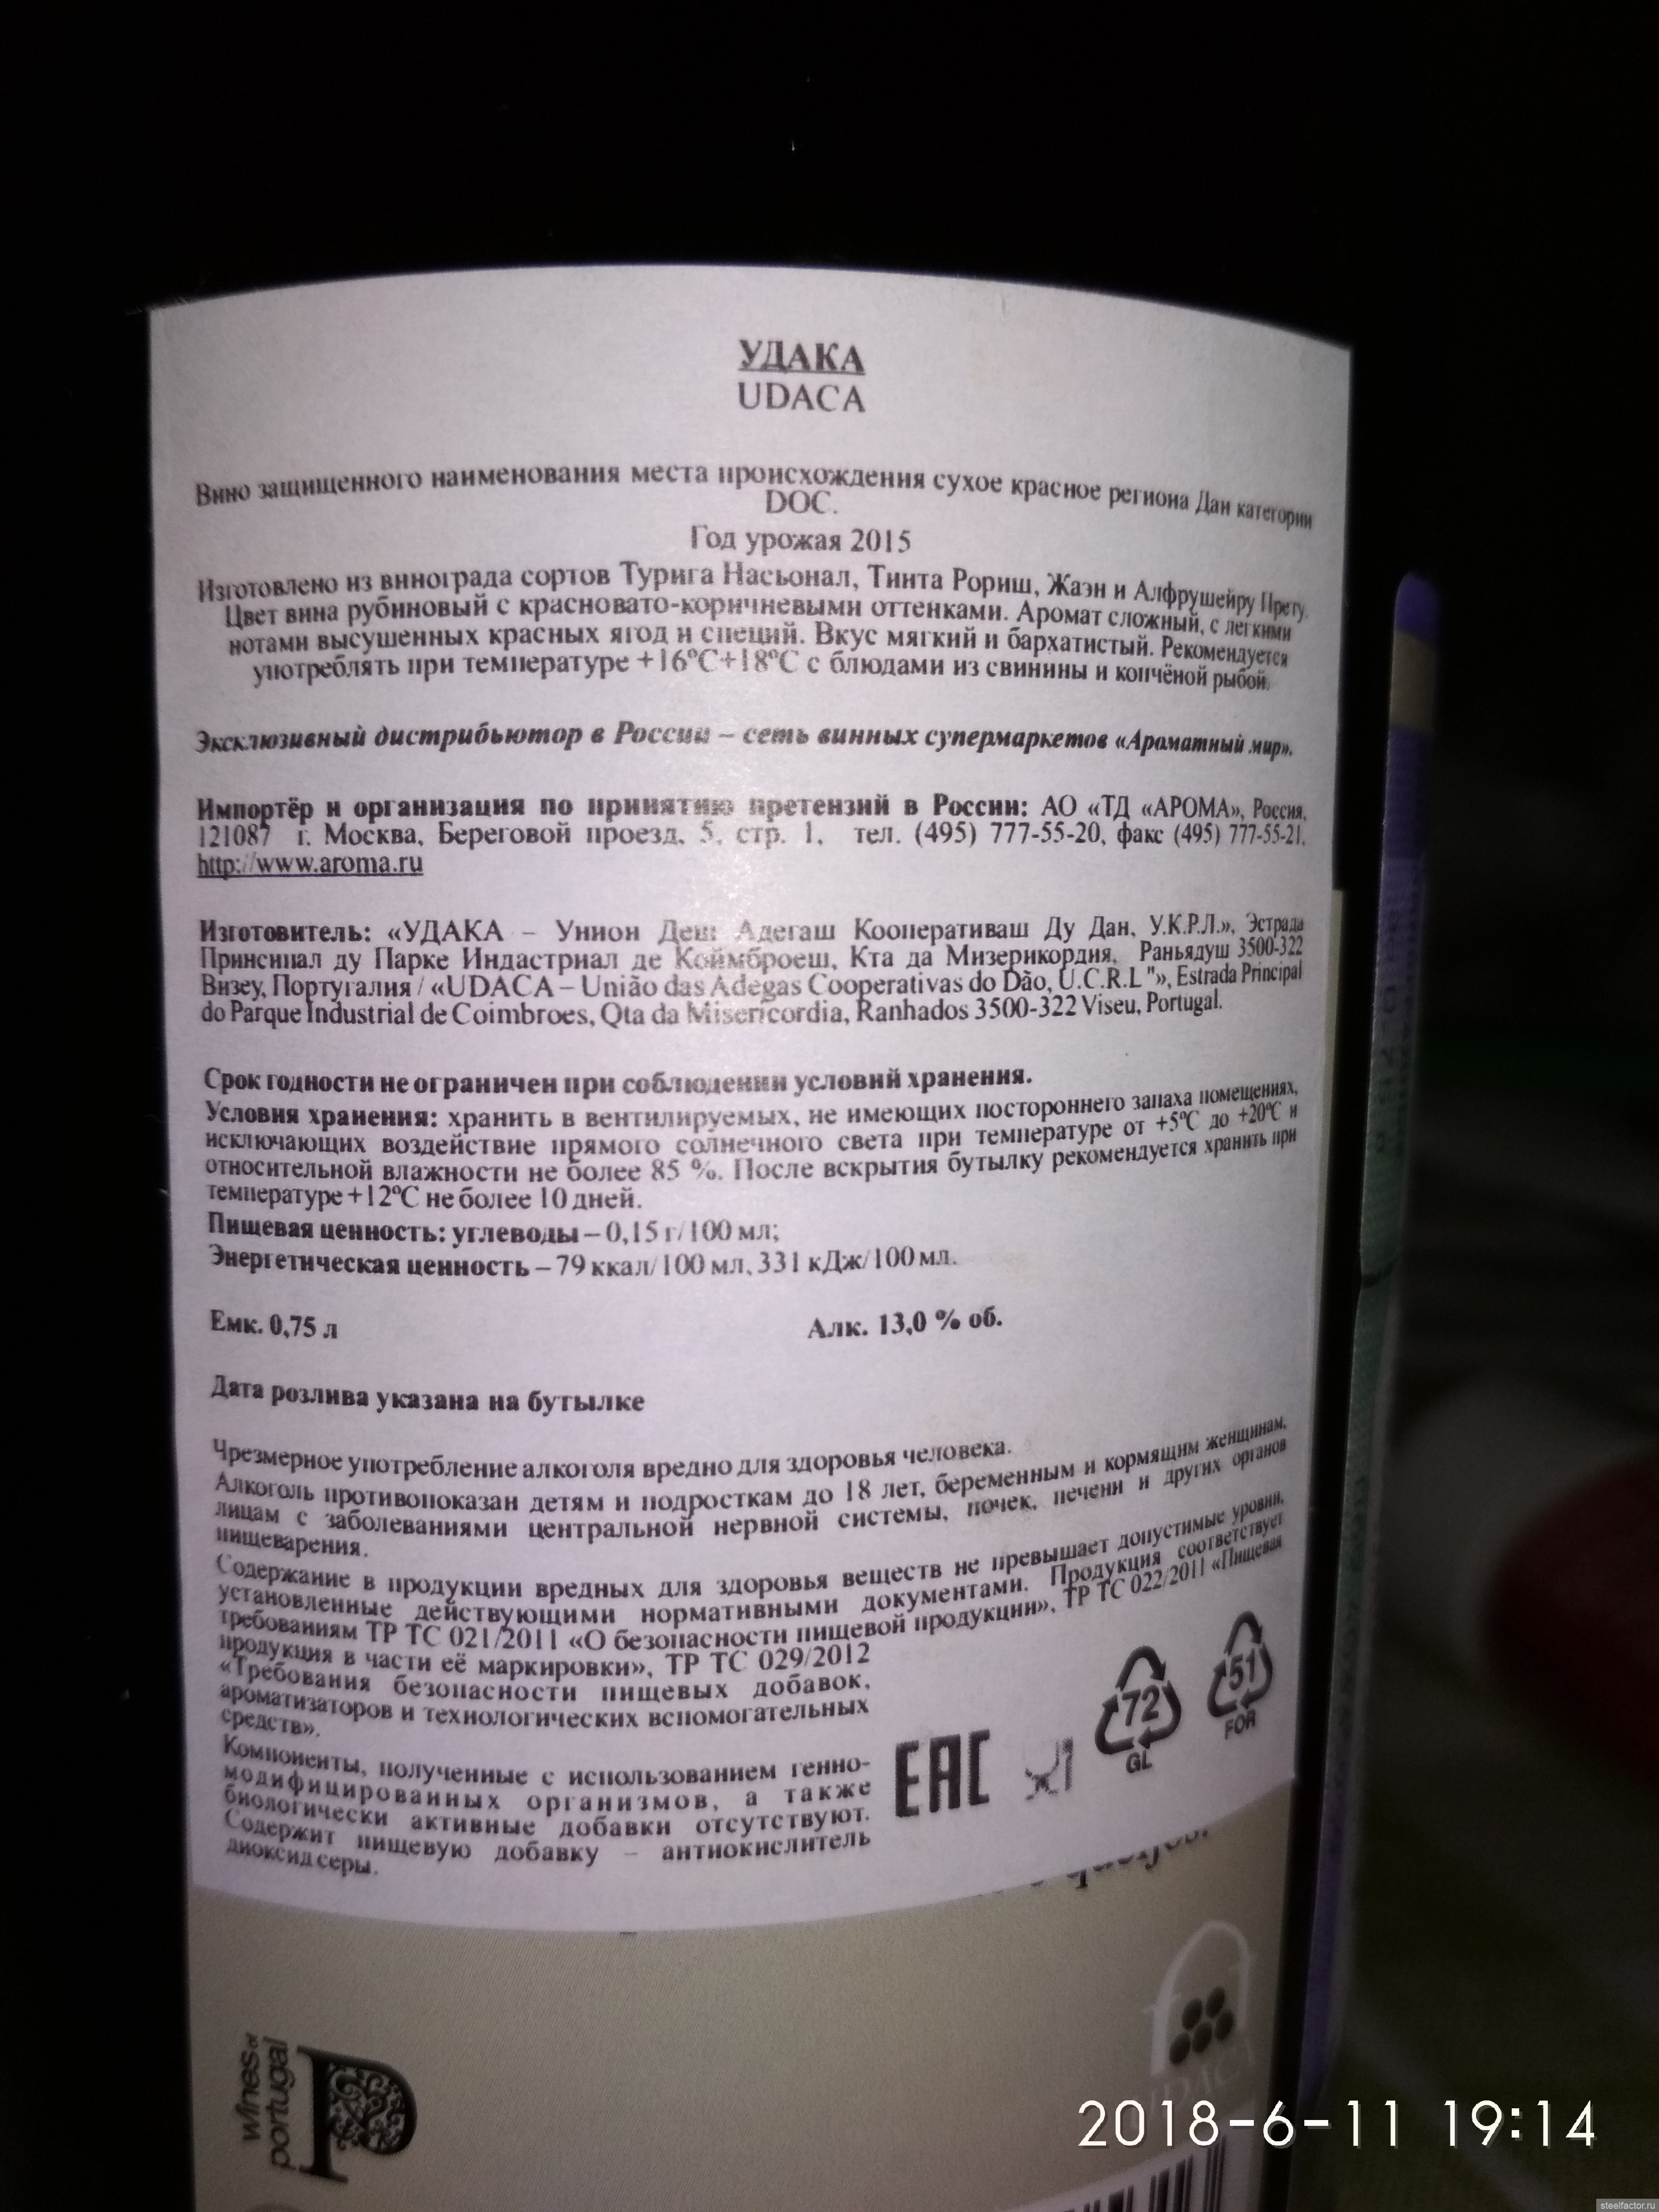 УДАКА
UDACA
Вино защищенного наименования места происхождения сухое красное региона Дан категории
DOC.
Год урожая 2015
Изготовлено из винограда сортов Турига Насьонал, Тинта Рориш, Жаэн и Алфрушейру Прету.
Цвет вина рубиновый с красновато-коричневыми оттенками. Аромат сложный, с легкими
нотами высушенных красных ягод и специй. Вкус мягкий и бархатистый. Рекомендуется
употреблять при температуре +16°С+18°С с блюдами из свинины и копчёной рыбой.
Эксклюзивный дистрибьютор в России – сеть винных супермаркетов «Ароматный мир».
Импортёр и организация по принятию претензий в России: АО «ТД «АРОМА», Россия,
121087 г. Москва, Береговой проезд, 5, стр. 1, тел. (495) 777-55-20, факс (495) 777-55-21,
http://www.aroma.ru
Изготовитель: «УДАКА – Унион Деш Адегаш Кооперативаш Ду Дан, У.К.Р.Л.», Эстрада
Принсипал ду Парке Индастриал де Коймброеш, Кта да Мизерикордия, Раньядуш 3500-322
Визеу, Португалия / «UDACA – União das Adegas Cooperativas do Dão, U.C.R.L "», Estrada Principal
do Parque Industrial de Coimbroes, Qta da Misericordia, Ranhados 3500-322 Viseu, Portugal.
Срок годности не ограничен при соблюдении условий хранения.
Условия хранения: хранить в вентилируемых, не имеющих постороннего запаха помещениях,
исключающих воздействие прямого солнечного света при температуре от +5°С до +20°С и
относительной влажности не более 85 %. После вскрытия бутылку рекомендуется хранить при
температуре +12°С не более 10 дней.
Пищевая ценность: углеводы – 0,15 г/100 мл;
Энергетическая ценность – 79 ккал/100 мл, 331 кДж/100 мл.
Емк. 0,75 л Алк. 13,0 % об.
Дата розлива указана на бутылке
Чрезмерное употребление алкоголя вредно для здоровья человека.
Алкоголь противопоказан детям и подросткам до 18 лет, беременным и кормящим женщинам,
лицам с заболеваниями центральной нервной системы, почек, печени и других органов
пищеварения.
Содержание в продукции вредных для здоровья веществ не превышает допустимые уровни,
установленные действующими нормативными документами. Продукция соответствует
требованиям ТР ТС 021/2011 «О безопасности пищевой продукции», ТР ТС 022/2011 «Пищевая
продукция в части её маркировки», ТР ТС 029/2012
«Требования безопасности пищевых добавок,
ароматизаторов и технологических вспомогательных
средств».
Компоненты, полученные с использованием генно-
модифицированных организмов, а также
биологически активные добавки отсутствуют.
Содержит пищевую добавку – антиокислитель
диоксид серы.
EAC
72
GL
51
FOR
wines of
portugal
P
UDACA
2018-6-11 19:14
steelfactor.ru